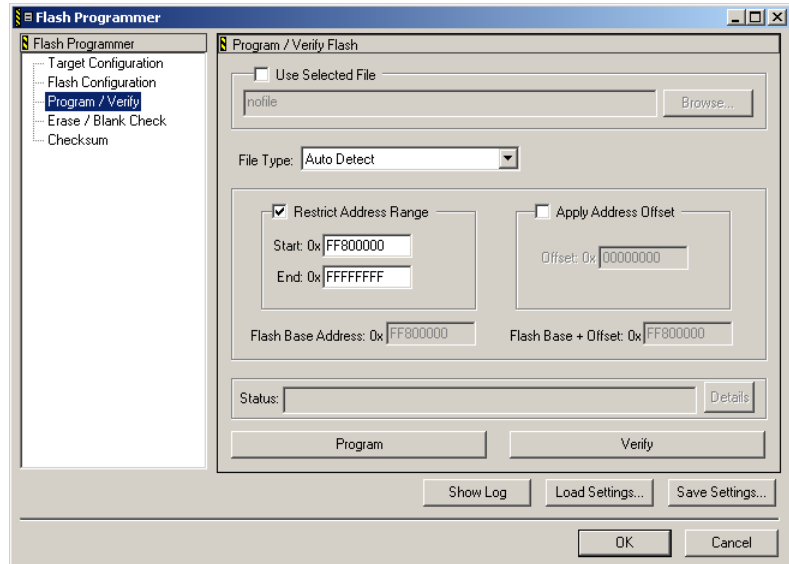 Flash Programmer
Flash Programmer
Target Configuration
Flash Configuration
Program / Verify
Erase / Blank Check
Checksum
Program / Verify Flash
Use Selected File
nofile
Browse...
File Type: Auto Detect
Restrict Address Range
Start: 0x FF800000
End: 0x FFFFFFFF
Apply Address Offset
Offset: 0x 00000000
Flash Base Address: 0x FF800000
Flash Base + Offset: 0x FF800000
Status:
Details
Program
Verify
Show Log
Load Settings...
Save Settings...
OK
Cancel